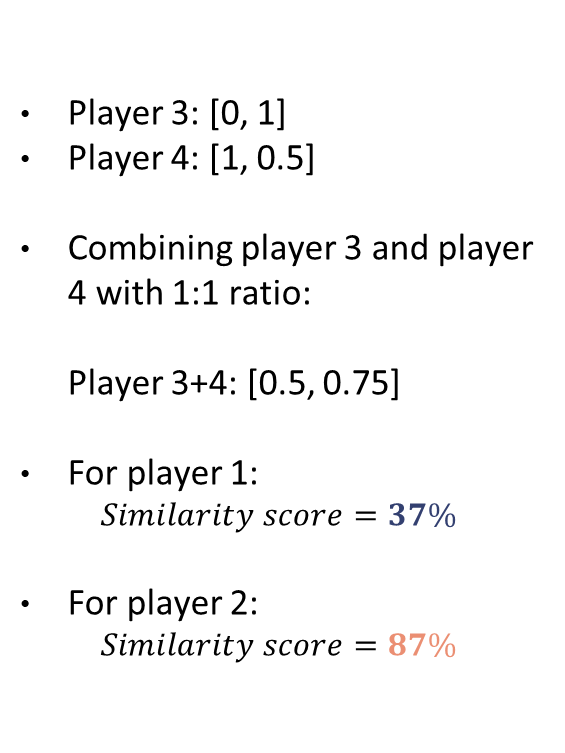 • Player 3: [0, 1]
• Player 4: [1, 0.5]
• Combining player 3 and player
4 with 1:1 ratio:
Player 3+4: [0.5, 0.75]
• For player 1:
Similarity score = 37%
• For player 2:
Similarity score = 87%